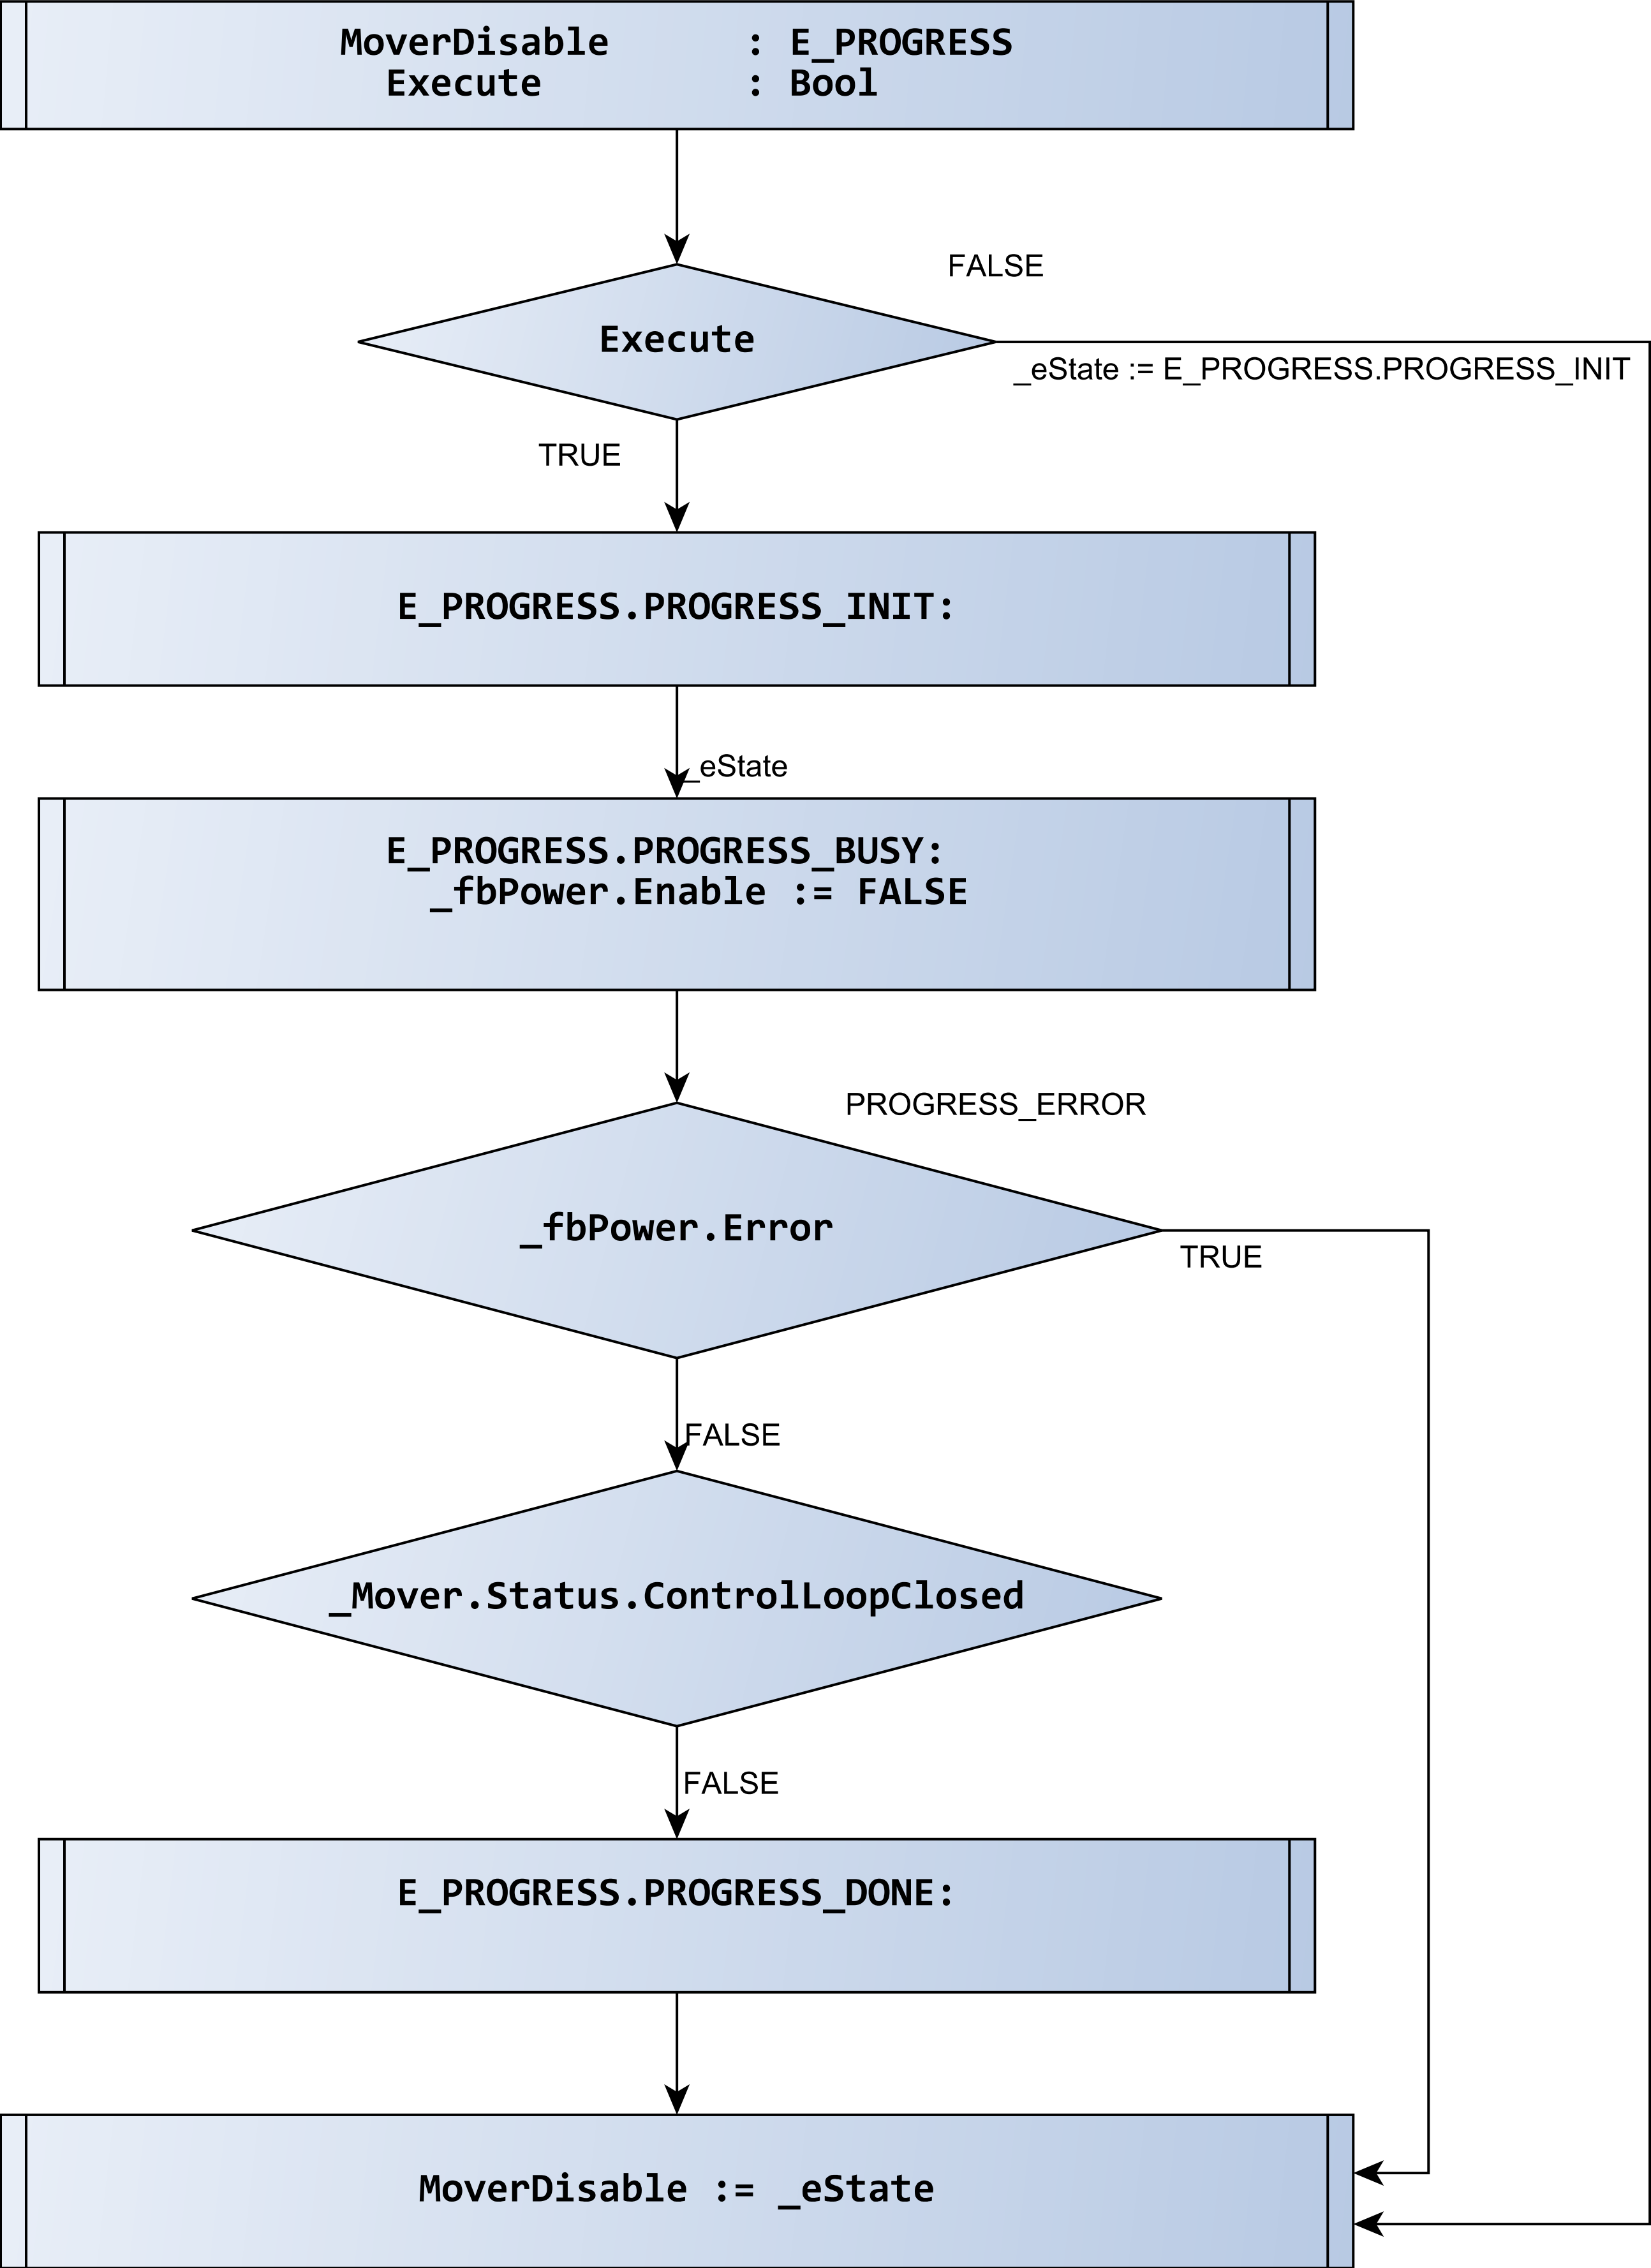 MoverDisable : E_PROGRESS
Execute : Bool
FALSE
Execute
_eState := E_PROGRESS.PROGRESS_INIT
TRUE
E_PROGRESS.PROGRESS_INIT:
_eState
E_PROGRESS.PROGRESS_BUSY:
_fbPower.Enable := FALSE
PROGRESS_ERROR
_fbPower.Error
TRUE
FALSE
_Mover.Status.ControlLoopClosed
FALSE
E_PROGRESS.PROGRESS_DONE:
MoverDisable := _eState